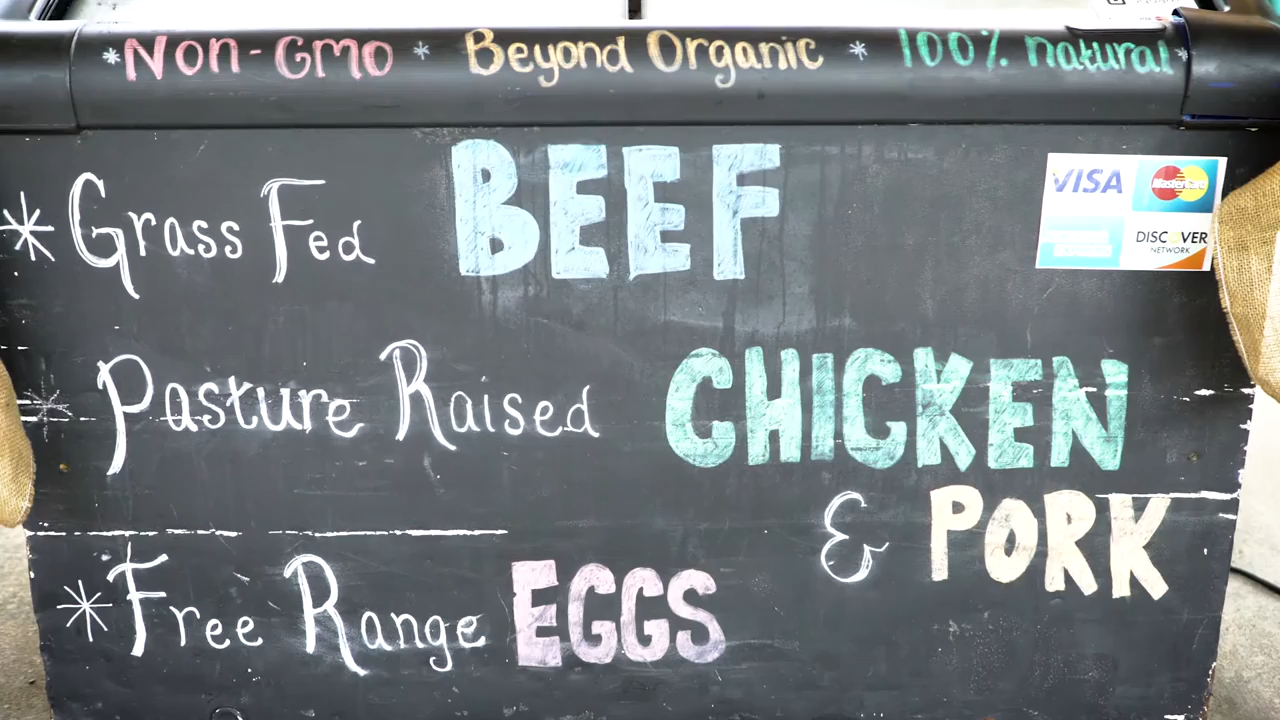 *Non-GMO * Beyond Organic * 100% natural*
*Grass Fed BEEF
VISA MasterCard
DISCOVER
NETWORK
*Pasture Raised CHICKEN
& PORK
*Free Range EGGS